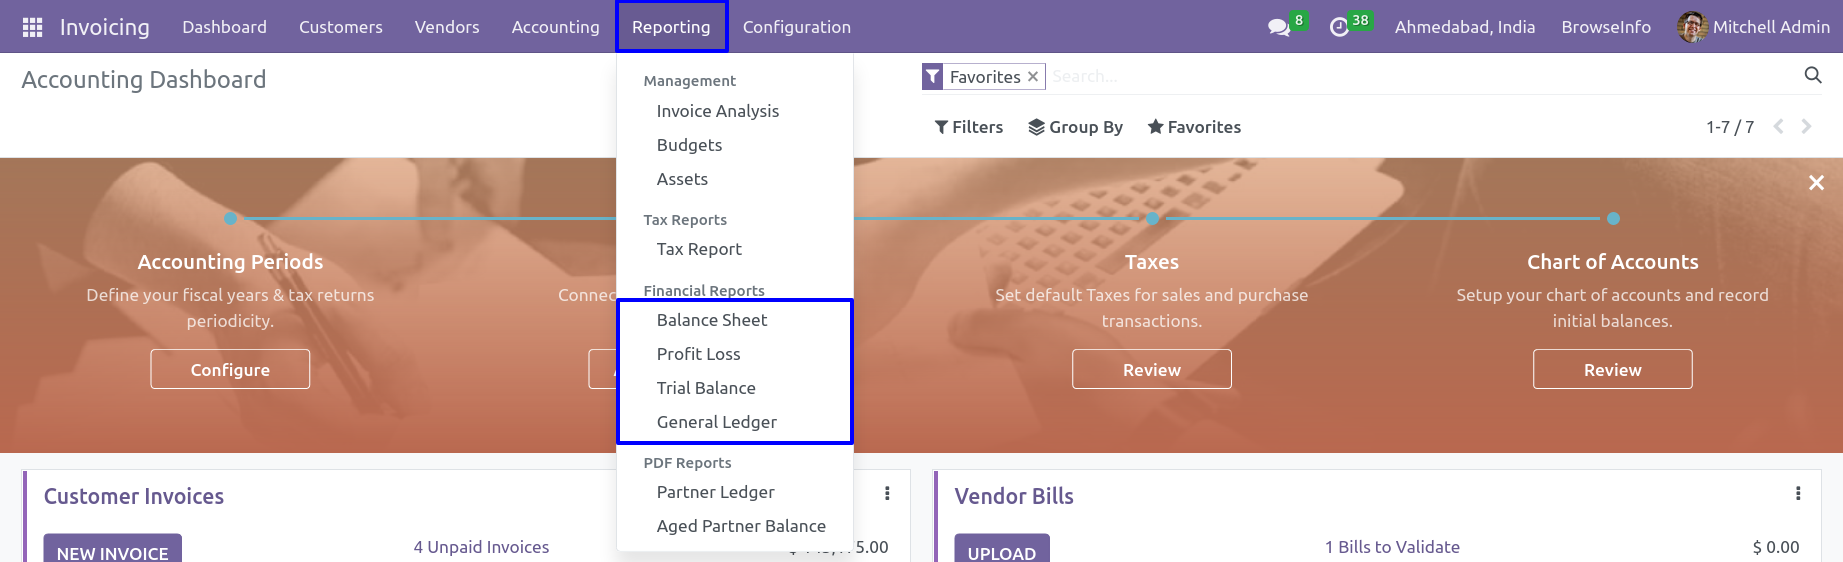 Invoicing Dashboard Customers Vendors Accounting Reporting Configuration 8 38 Ahmedabad, India BrowseInfo Mitchell Admin
Accounting Dashboard
Favorites × Search...
Filters Group By Favorites 1-7 / 7
Management
Invoice Analysis
Budgets
Assets
Tax Reports
Tax Report
Financial Reports
Balance Sheet
Profit Loss
Trial Balance
General Ledger
PDF Reports
Partner Ledger
Aged Partner Balance
Accounting Periods
Define your fiscal years & tax returns
periodicity.
Configure
Taxes
Set default Taxes for sales and purchase
transactions.
Review
Chart of Accounts
Setup your chart of accounts and record
initial balances.
Review
Customer Invoices
NEW INVOICE 4 Unpaid Invoices
Vendor Bills
UPLOAD 1 Bills to Validate $ 0.00